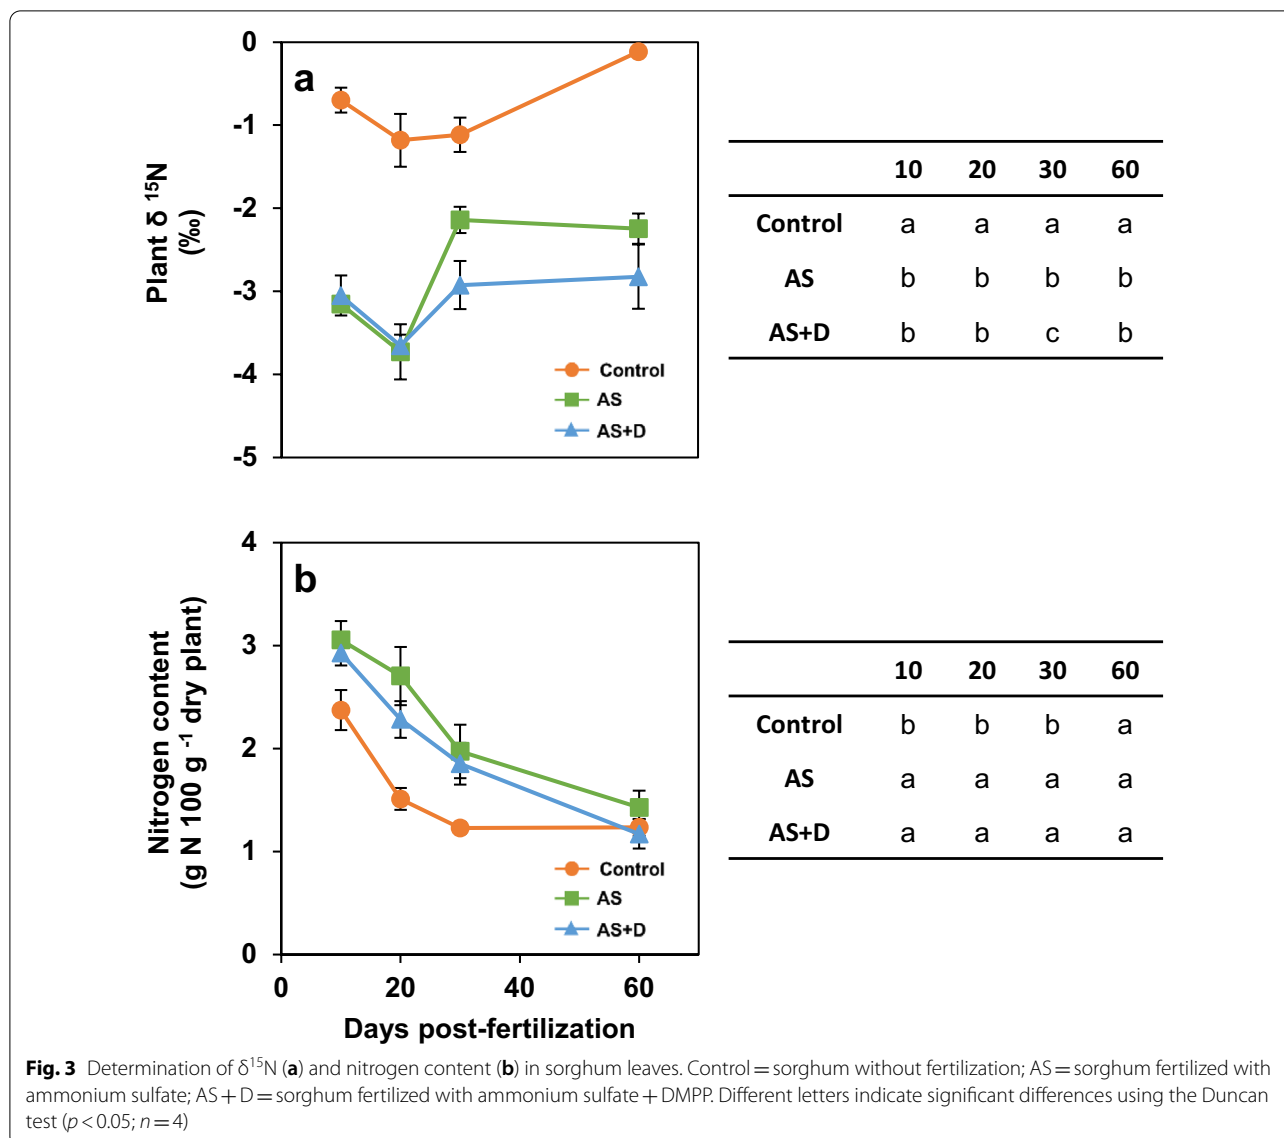 a
0
-1
-2
-3
-4
-5
Plant δ ¹⁵N
(‰)
Control
AS
AS+D
10 20 30 60
Control a a a a
AS b b b b
AS+D b b c b
b
4
3
2
1
0
Nitrogen content
(g N 100 g ⁻¹ dry plant)
Control
AS
AS+D
0 20 40 60
Days post-fertilization
10 20 30 60
Control b b b a
AS a a a a
AS+D a a a a
Fig. 3 Determination of δ¹⁵N (a) and nitrogen content (b) in sorghum leaves. Control = sorghum without fertilization; AS = sorghum fertilized with
ammonium sulfate; AS + D = sorghum fertilized with ammonium sulfate + DMPP. Different letters indicate significant differences using the Duncan
test (p < 0.05; n = 4)